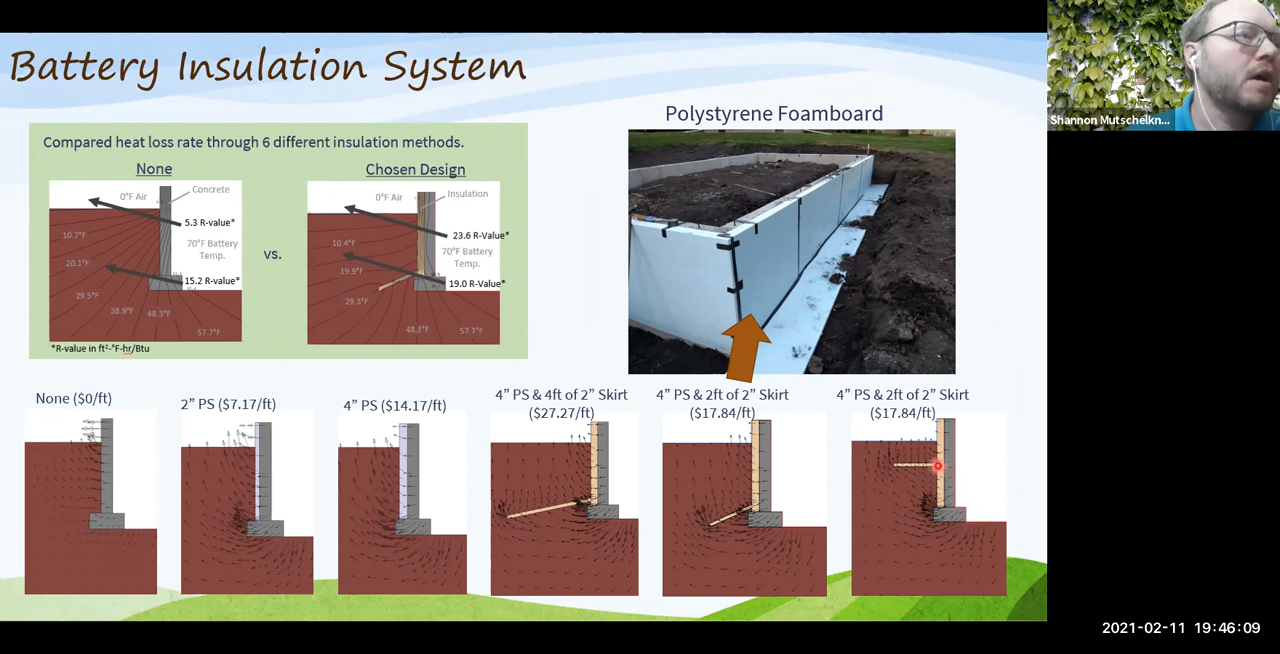 Battery Insulation System
Shannon Mutschelkn...
Polystyrene Foamboard
Compared heat loss rate through 6 different insulation methods.
None
0°F Air
Concrete
5.3 R-value*
10.7°F
70°F Battery
Temp.
20.1°F
15.2 R-value*
29.5°F
38.9°F
48.3°F
57.7°F
*R-value in ft²-°F-hr/Btu
vs.
Chosen Design
0°F Air
Insulation
23.6 R-Value*
10.4°F
70°F Battery
Temp.
19.9°F
19.0 R-Value*
29.3°F
48.3°F
57.7°F
None ($0/ft)
2” PS ($7.17/ft)
4” PS ($14.17/ft)
4” PS & 4ft of 2” Skirt
($27.27/ft)
4” PS & 2ft of 2” Skirt
($17.84/ft)
4” PS & 2ft of 2” Skirt
($17.84/ft)
2021-02-11 19:46:09